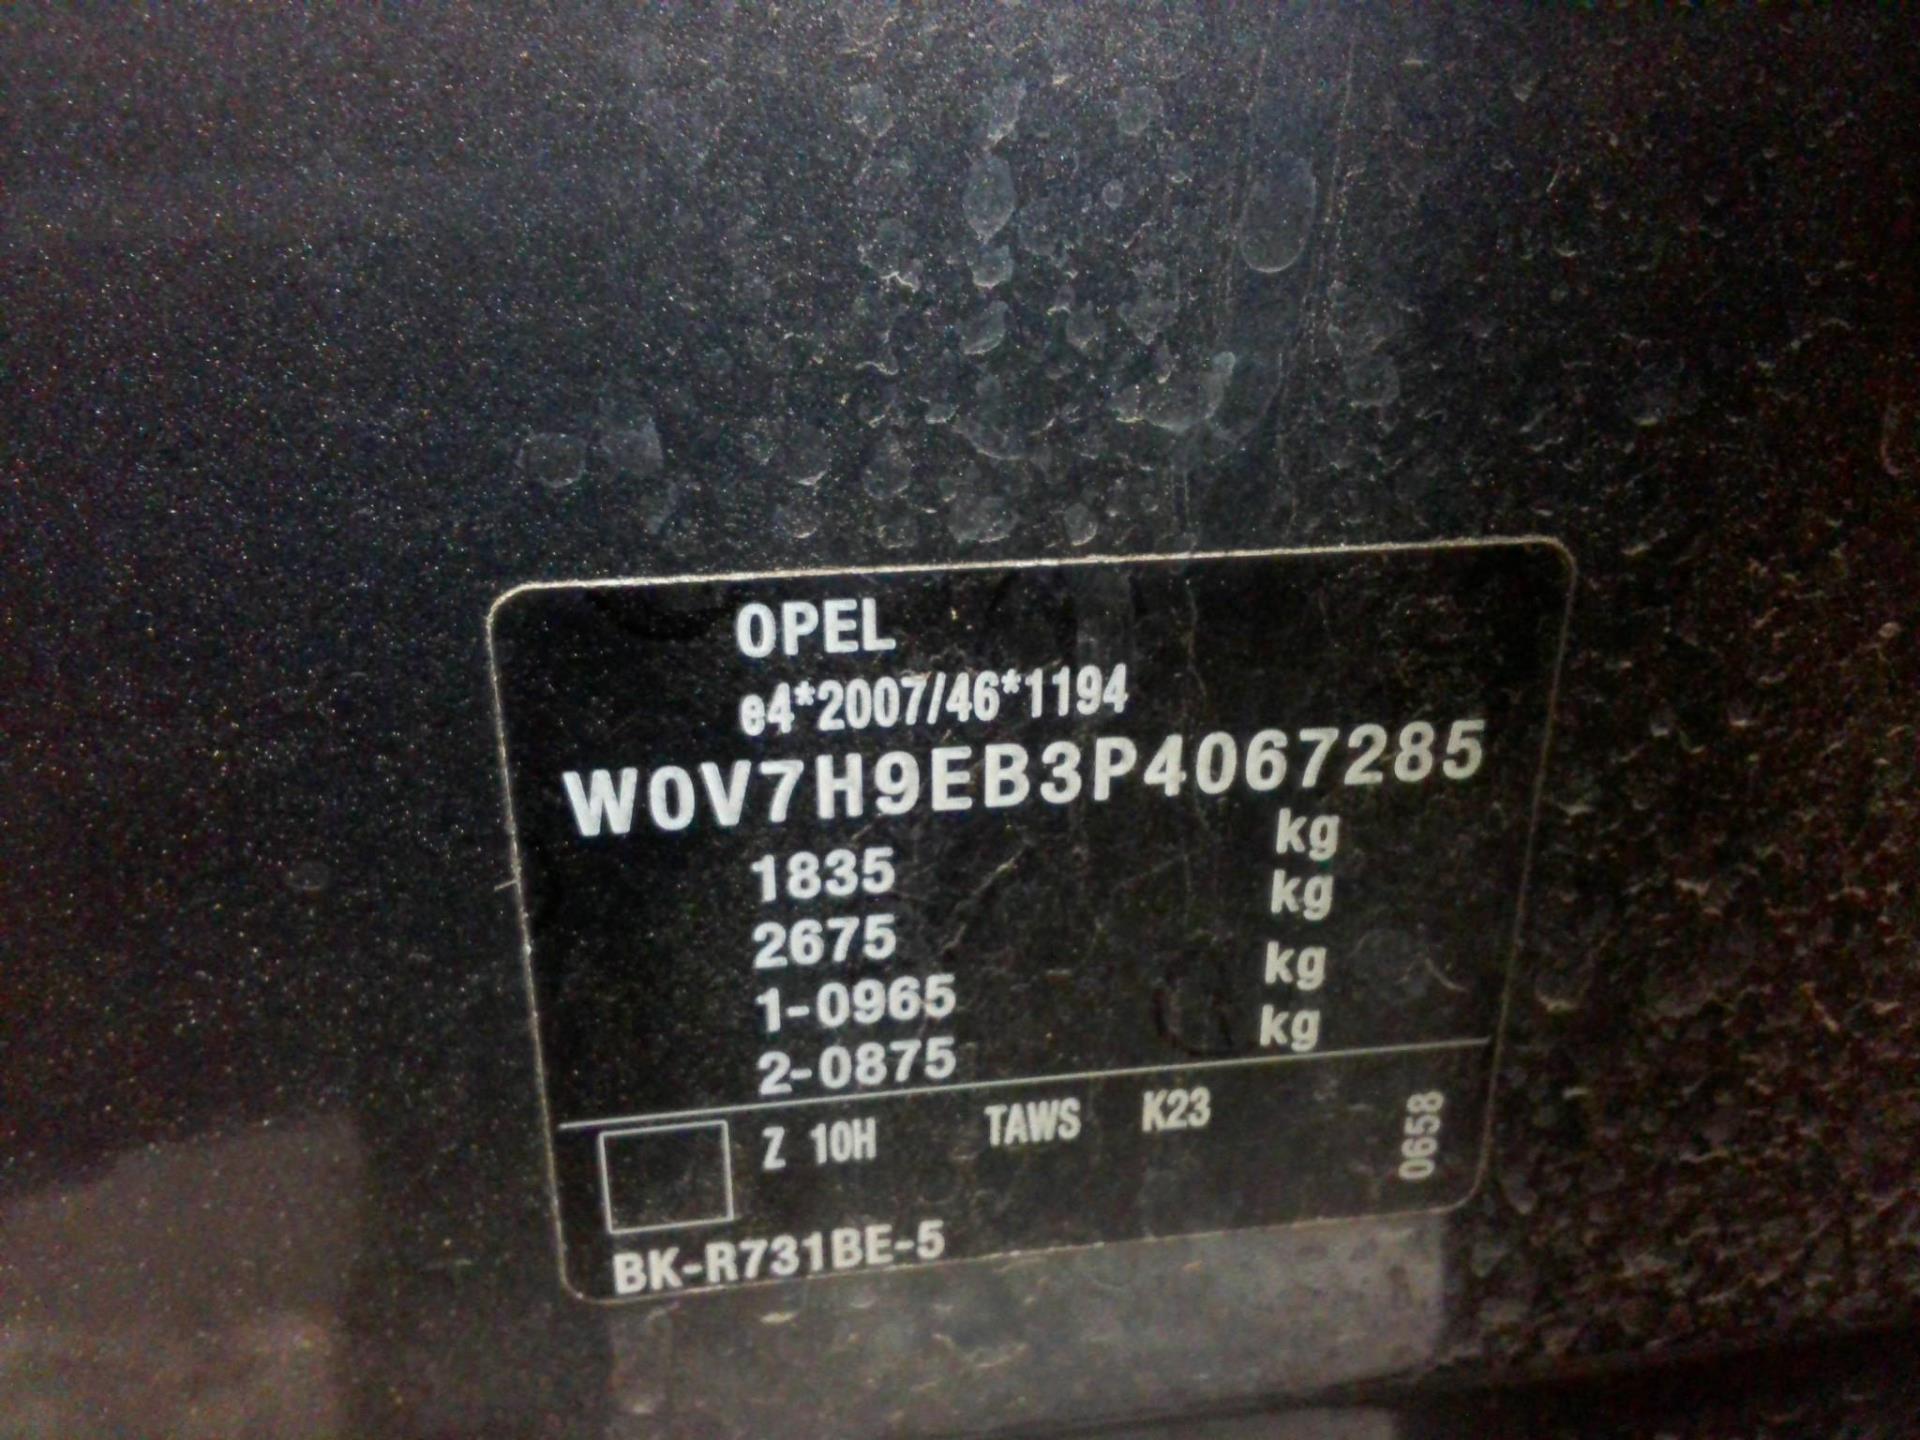 OPEL
e4*2007/46*1194
W0V7H9EB3P4067285
1835 kg
2675 kg
1-0965 kg
2-0875 kg
Z 10H TAWS K23
0658
BK-R731BE-5